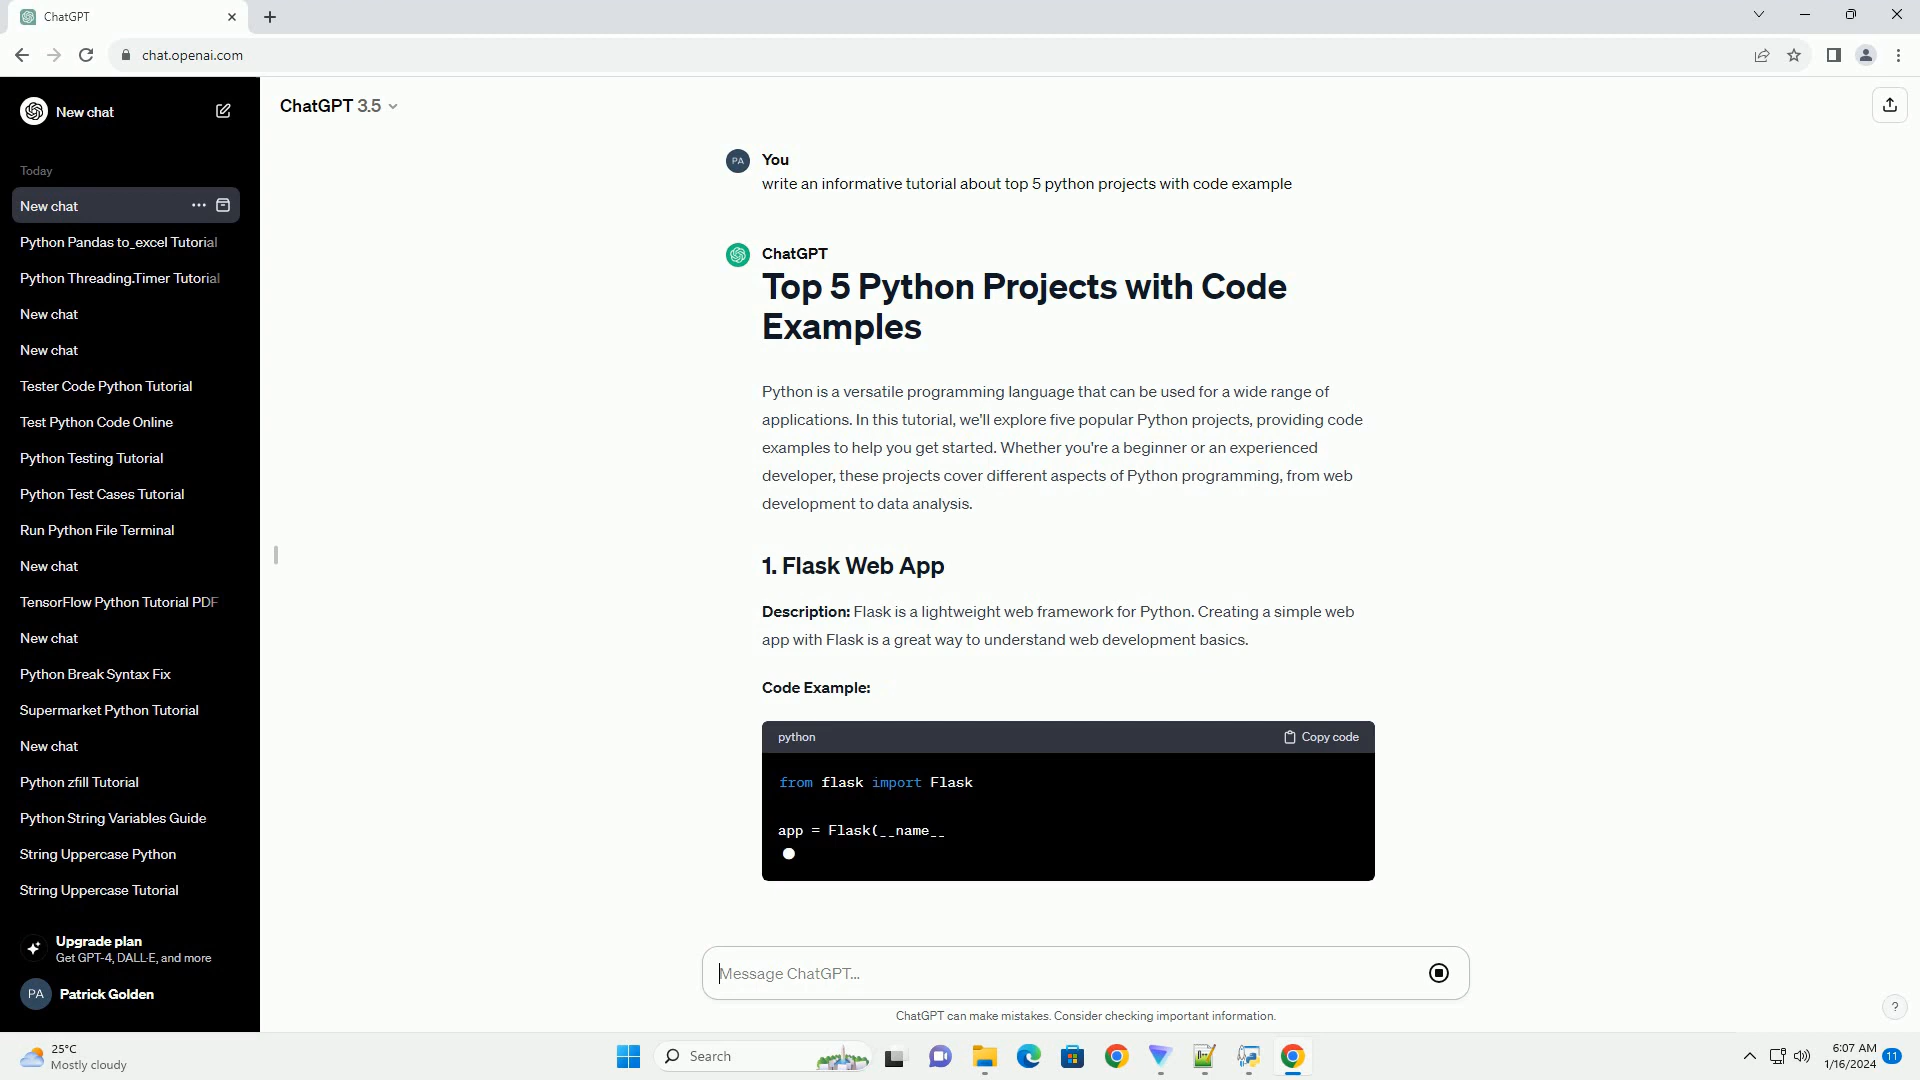 ChatGPT
chat.openai.com
New chat
Today
New chat
Python Pandas to_excel Tutorial
Python Threading.Timer Tutorial
New chat
New chat
Tester Code Python Tutorial
Test Python Code Online
Python Testing Tutorial
Python Test Cases Tutorial
Run Python File Terminal
New chat
TensorFlow Python Tutorial PDF
New chat
Python Break Syntax Fix
Supermarket Python Tutorial
New chat
Python zfill Tutorial
Python String Variables Guide
String Uppercase Python
String Uppercase Tutorial
Upgrade plan
Get GPT-4, DALL·E, and more
PA Patrick Golden
ChatGPT 3.5
PA You
write an informative tutorial about top 5 python projects with code example
ChatGPT
Top 5 Python Projects with Code
Examples
Python is a versatile programming language that can be used for a wide range of
applications. In this tutorial, we'll explore five popular Python projects, providing code
examples to help you get started. Whether you're a beginner or an experienced
developer, these projects cover different aspects of Python programming, from web
development to data analysis.
1. Flask Web App
Description: Flask is a lightweight web framework for Python. Creating a simple web
app with Flask is a great way to understand web development basics.
Code Example:
python Copy code
from flask import Flask
app = Flask(__name__
Message ChatGPT...
ChatGPT can make mistakes. Consider checking important information.
?
25°C
Mostly cloudy
Search
6:07 AM
1/16/2024
11